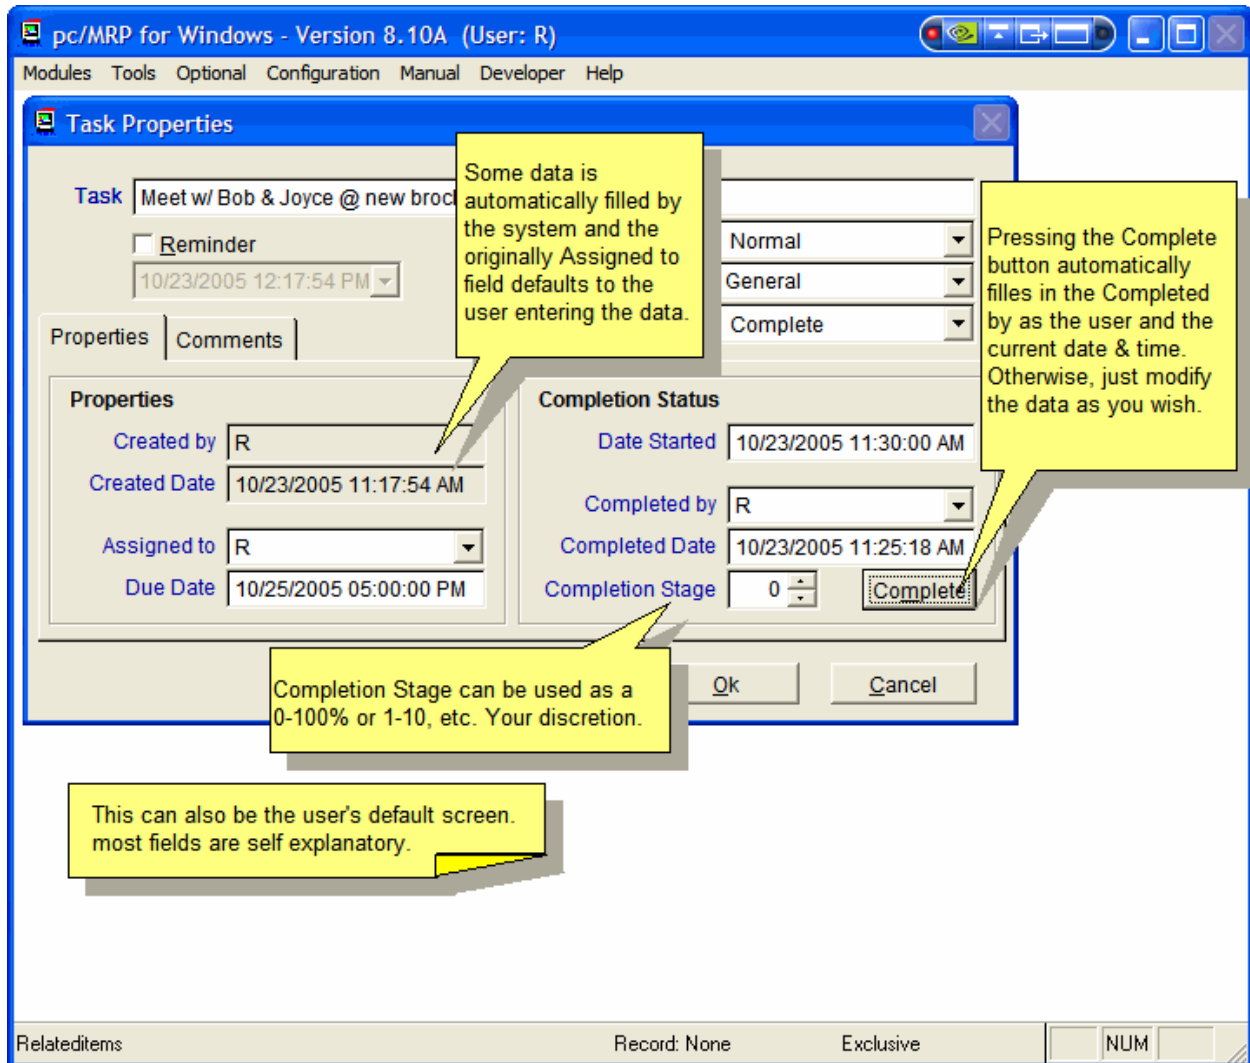 pc/MRP for Windows - Version 8.10A (User: R)
Modules Tools Optional Configuration Manual Developer Help
Task Properties
Task Meet w/ Bob & Joyce @ new
Reminder
10/23/2005 12:17:54 PM
Normal
General
Complete
Some data is
automatically filled by
the system and the
originally Assigned to
field defaults to the
user entering the data.
Pressing the Complete
button automatically
filles in the Completed
by as the user and the
current date & time.
Otherwise, just modify
the data as you wish.
Properties Comments
Properties
Created by R
Created Date 10/23/2005 11:17:54 AM
Assigned to R
Due Date 10/25/2005 05:00:00 PM
Completion Status
Date Started 10/23/2005 11:30:00 AM
Completed by R
Completed Date 10/23/2005 11:25:18 AM
Completion Stage 0 Complete
Completion Stage can be used as a
0-100% or 1-10, etc. Your discretion.
Ok Cancel
This can also be the user's default screen.
most fields are self explanatory.
Relateditems Record: None Exclusive NUM